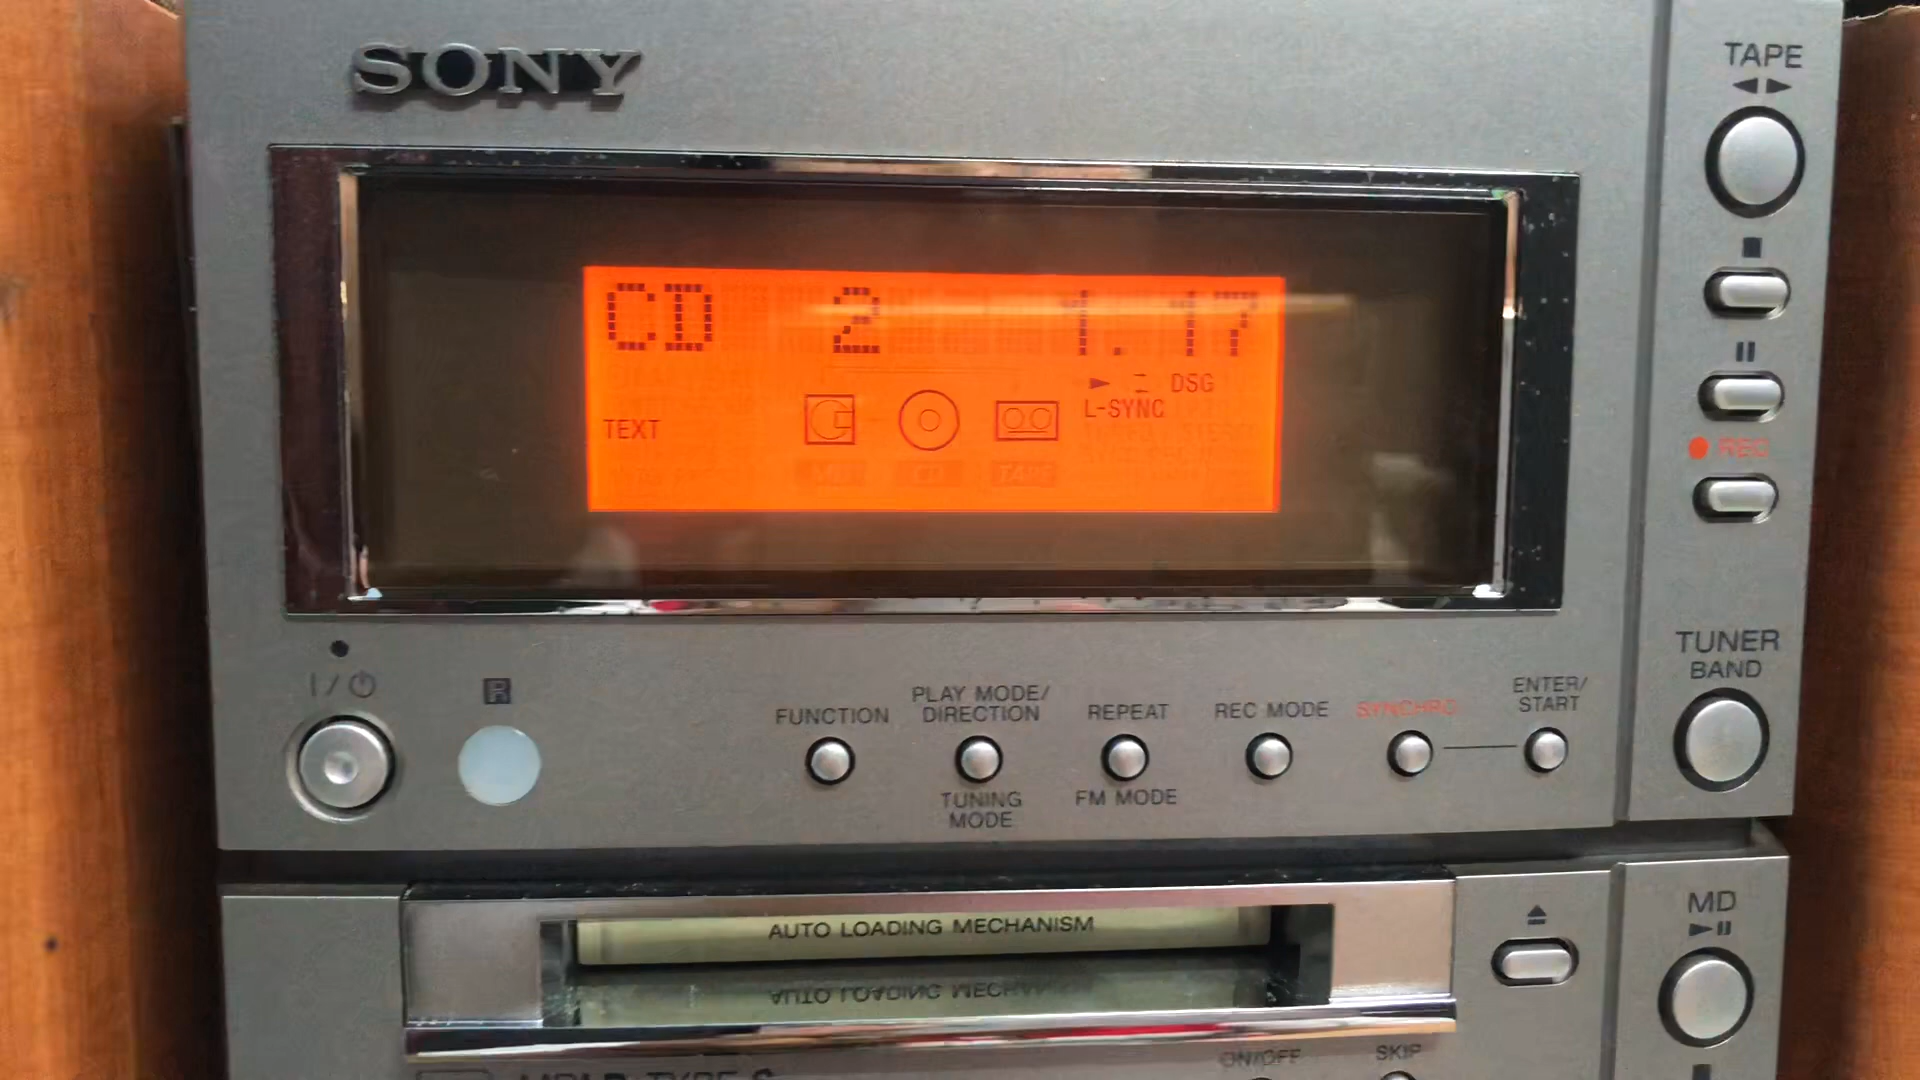 SONY
TAPE
CD 2 1.17
DSG
L-SYNC
TEXT
REC
TUNER
BAND
I/
R
FUNCTION
PLAY MODE/
DIRECTION
REPEAT
REC MODE
SYNCHRO
ENTER/
START
TUNING
MODE
FM MODE
AUTO LOADING MECHANISM
MD
ON/OFF
SKIP